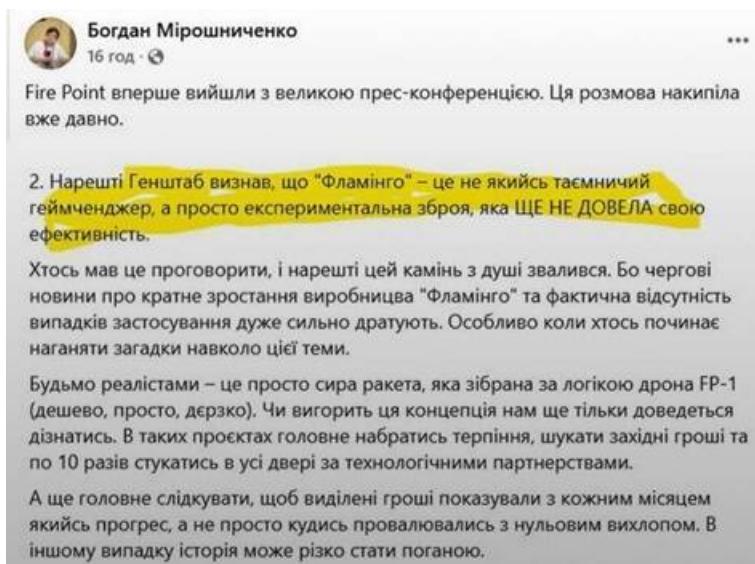 Богдан Мірошниченко
16 год ·
Fire Point вперше вийшли з великою прес-конференцією. Ця розмова накипіла
вже давно.
2. Нарешті Генштаб визнав, що "Фламінго" – це не якийсь таємничий
геймченджер, а просто експериментальна зброя, яка ЩЕ НЕ ДОВЕЛА свою
ефективність.
Хтось мав це проговорити, і нарешті цей камінь з душі звалився. Бо чергові
новини про кратне зростання виробницва "Фламінго" та фактична відсутність
випадків застосування дуже сильно дратують. Особливо коли хтось починає
наганяти загадки навколо цієї теми.
Будьмо реалістами – це просто сира ракета, яка зібрана за логікою дрона FP-1
(дешево, просто, дєрзко). Чи вигорить ця концепція нам ще тільки доведеться
дізнатись. В таких проєктах головне набратись терпіння, шукати західні гроші та
по 10 разів стукатись в усі двері за технологічними партнерствами.
А ще головне слідкувати, щоб виділені гроші показували з кожним місяцем
якийсь прогрес, а не просто кудись провалювались з нульовим вихлопом. В
іншому випадку історія може різко стати поганою.